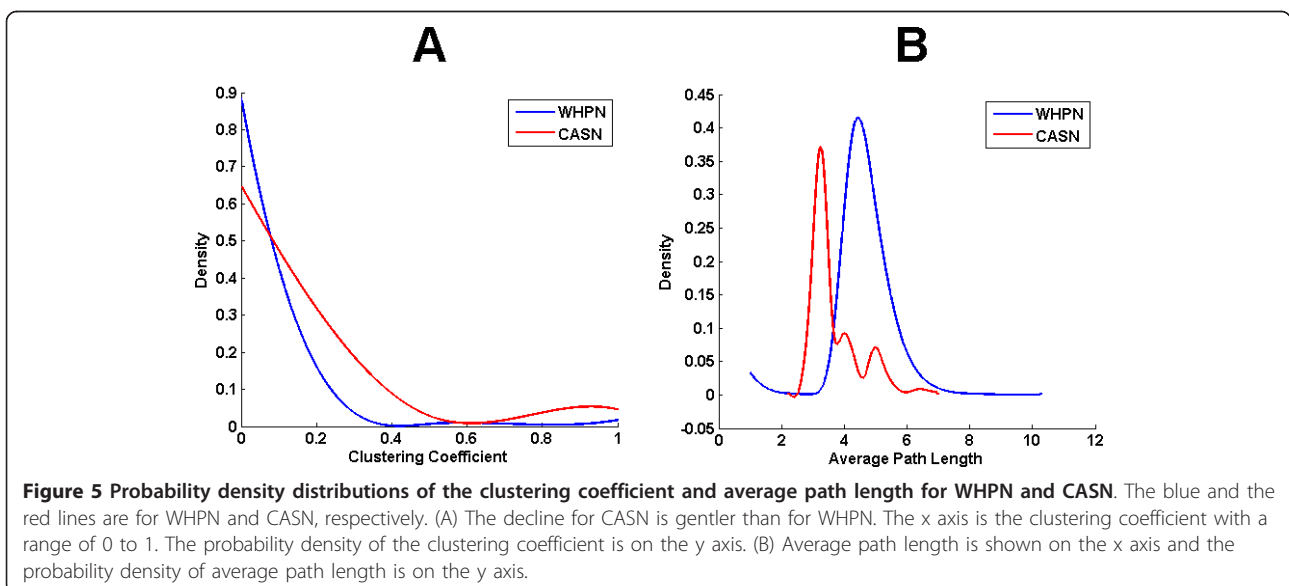 A
B
0.9
0.8
0.7
0.6
0.5
0.4
0.3
0.2
0.1
0
Density
WHPN
CASN
0 0.2 0.4 0.6 0.8 1
Clustering Coefficient
0.45
0.4
0.35
0.3
0.25
0.2
0.15
0.1
0.05
0
-0.05
Density
WHPN
CASN
0 2 4 6 8 10 12
Average Path Length
Figure 5 Probability density distributions of the clustering coefficient and average path length for WHPN and CASN. The blue and the
red lines are for WHPN and CASN, respectively. (A) The decline for CASN is gentler than for WHPN. The x axis is the clustering coefficient with a
range of 0 to 1. The probability density of the clustering coefficient is on the y axis. (B) Average path length is shown on the x axis and the
probability density of average path length is on the y axis.